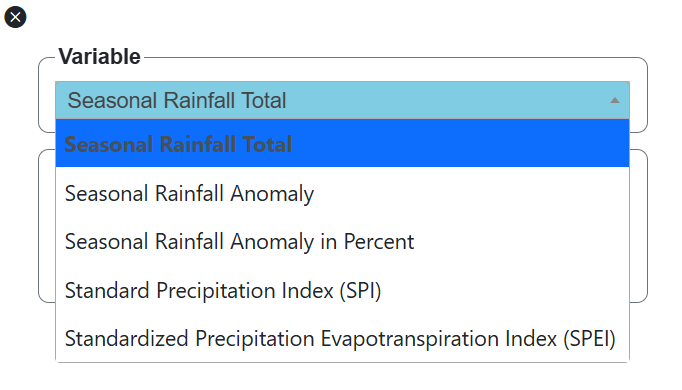 Variable
Seasonal Rainfall Total
Seasonal Rainfall Total
Seasonal Rainfall Anomaly
Seasonal Rainfall Anomaly in Percent
Standard Precipitation Index (SPI)
Standardized Precipitation Evapotranspiration Index (SPEI)